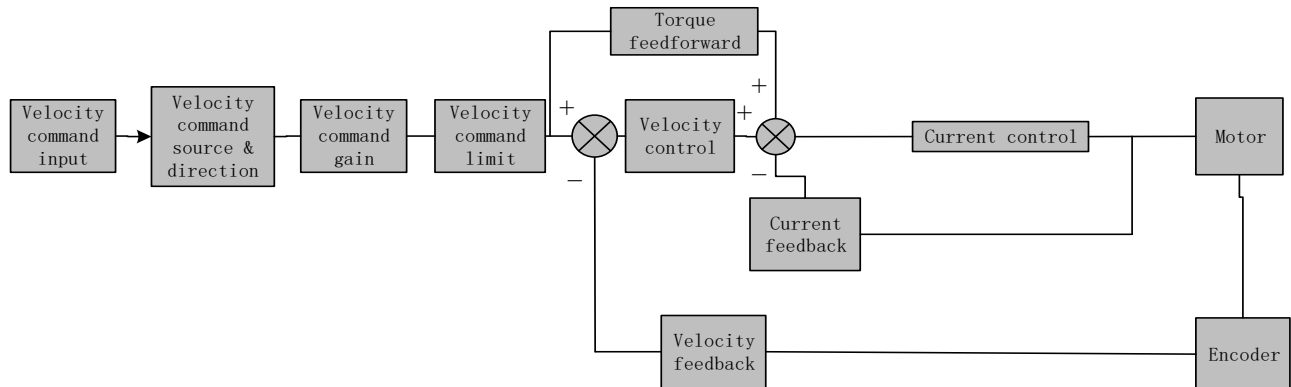 Torque
feedforward
Velocity
command
input
Velocity
command
source &
direction
Velocity
command
gain
Velocity
command
limit
+
−
Velocity
control
+
+
−
Current control
Motor
Current
feedback
Velocity
feedback
Encoder